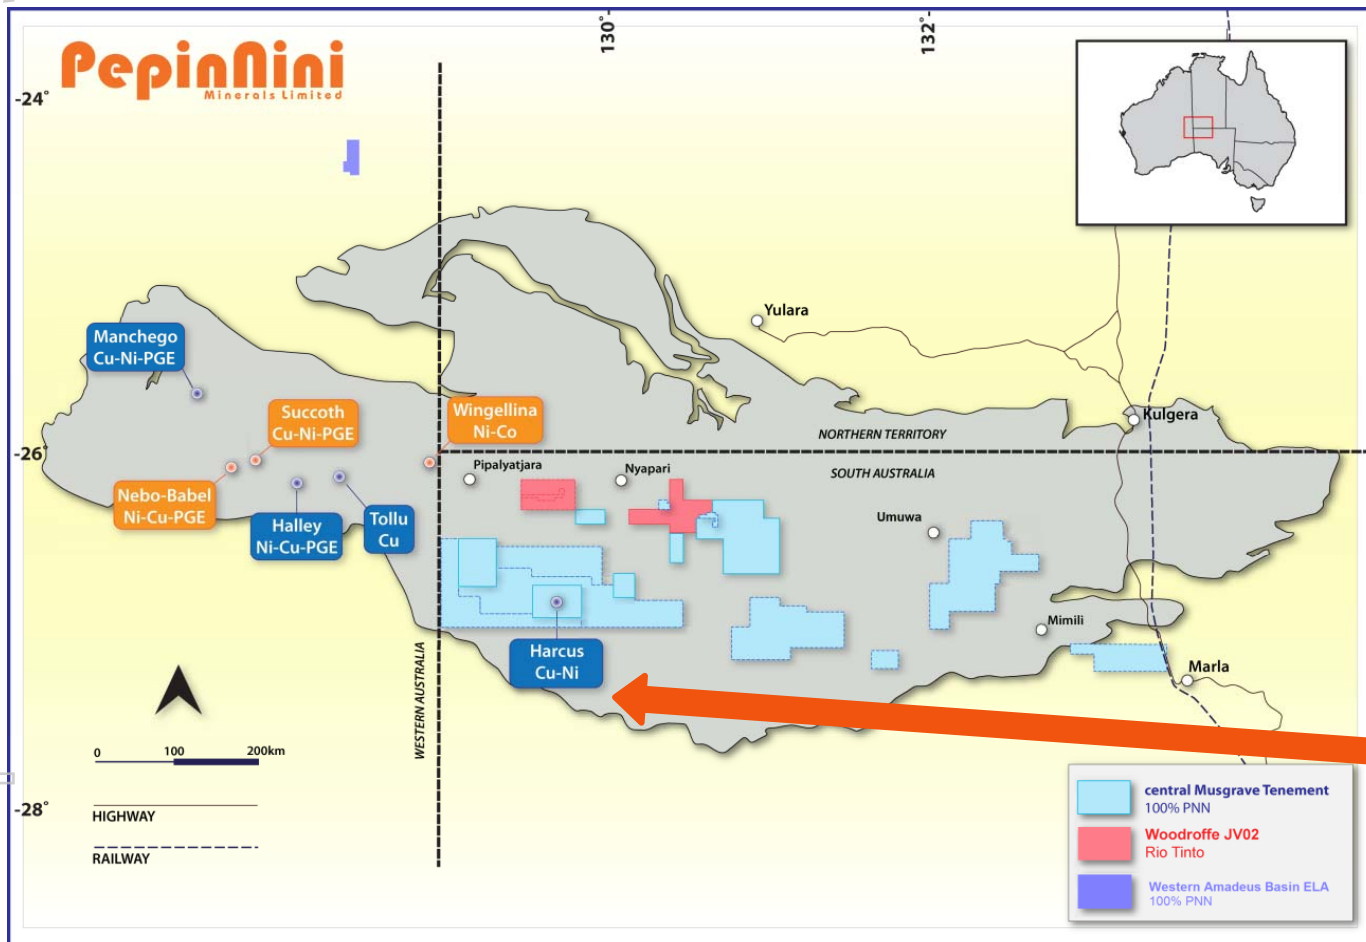 130°
132°
PepinNini
Minerals Limited
-24°
Yulara
Manchego
Cu-Ni-PGE
Succoth
Cu-Ni-PGE
Wingellina
Ni-Co
Kulgera
NORTHERN TERRITORY
-26°
SOUTH AUSTRALIA
Pipalyatjara
Nyapari
Nebo-Babel
Ni-Cu-PGE
Halley
Ni-Cu-PGE
Tollu
Cu
Umuwa
Mimili
Harcus
Cu-Ni
Marla
WESTERN AUSTRALIA
0 100 200km
central Musgrave Tenement
100% PNN
-28°
HIGHWAY
Woodroffe JV02
Rio Tinto
RAILWAY
Western Amadeus Basin ELA
100% PNN